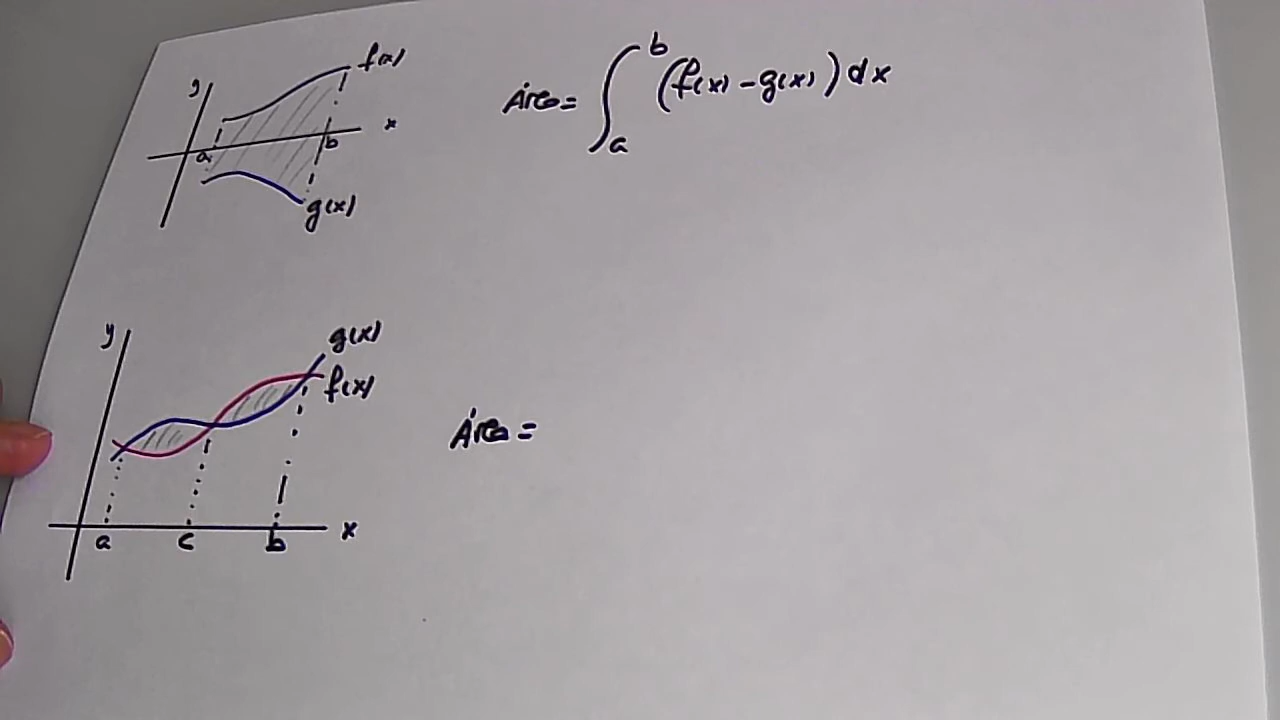 y
f(x)
x
a
b
g(x)
Área = ∫_a^b (f(x) - g(x)) dx
y
g(x)
f(x)
a
c
b
x
Área =